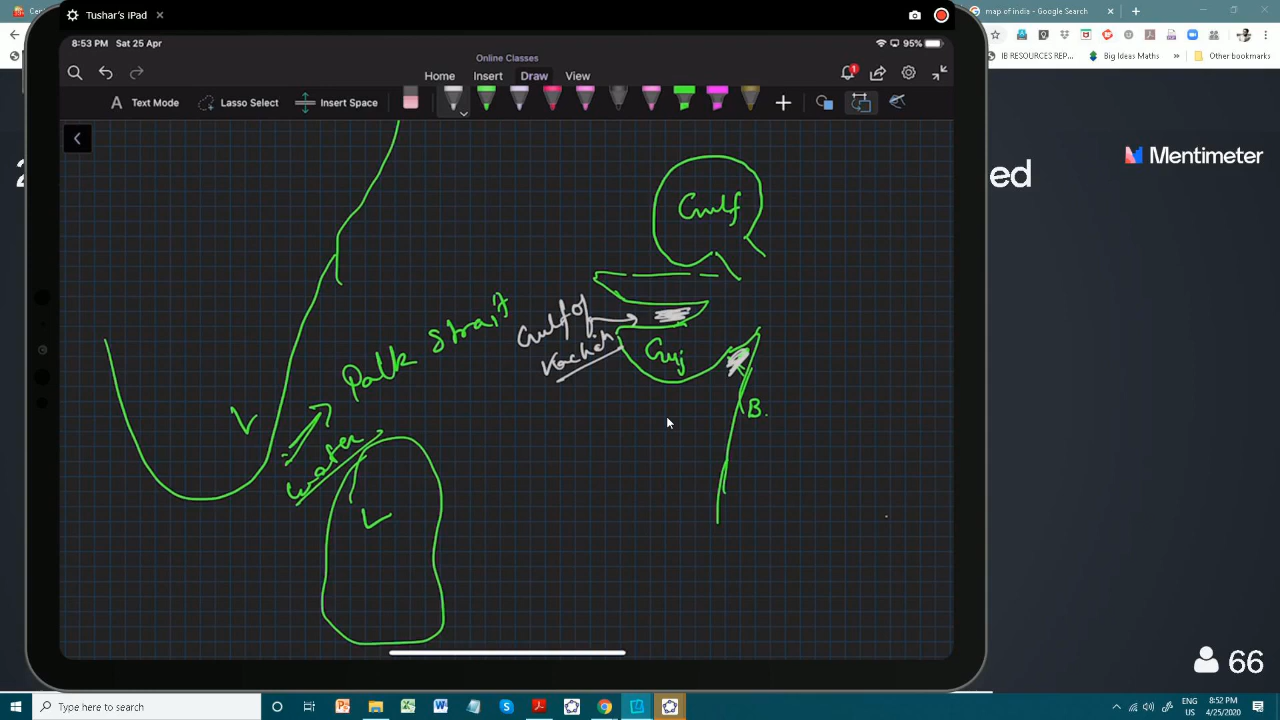 Tushar's iPad
map of india - Google Search
IB RESOURCES REP...
Big Ideas Maths
Other bookmarks
8:53 PM Sat 25 Apr
95%
Online Classes
Home Insert Draw View
Text Mode
Lasso Select
Insert Space
Mentimeter
ed
Gulf
Palk strait
Gulf of
Kachch
Guj
B.
water
L
66
Type here to search
ENG
US
8:52 PM
4/25/2020